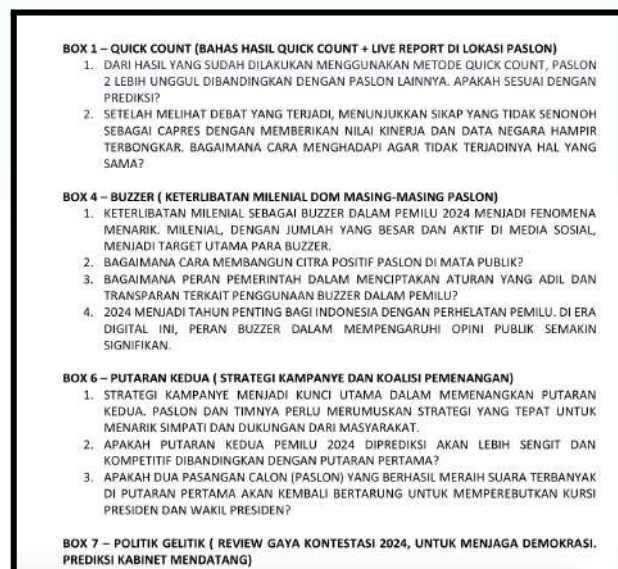 BOX 1 – QUICK COUNT (BAHAS HASIL QUICK COUNT + LIVE REPORT DI LOKASI PASLON)
1. DARI HASIL YANG SUDAH DILAKUKAN MENGGUNAKAN METODE QUICK COUNT, PASLON
2 LEBIH UNGGUL DIBANDINGKAN DENGAN PASLON LAINNYA. APAKAH SESUAI DENGAN
PREDIKSI?
2. SETELAH MELIHAT DEBAT YANG TERJADI, MENUNJUKKAN SIKAP YANG TIDAK SENONOH
SEBAGAI CAPRES DENGAN MEMBERIKAN NILAI KINERJA DAN DATA NEGARA HAMPIR
TERBONGKAR. BAGAIMANA CARA MENGHADAPI AGAR TIDAK TERJADINYA HAL YANG
SAMA?
BOX 4 – BUZZER ( KETERLIBATAN MILENIAL DOM MASING-MASING PASLON)
1. KETERLIBATAN MILENIAL SEBAGAI BUZZER DALAM PEMILU 2024 MENJADI FENOMENA
MENARIK. MILENIAL, DENGAN JUMLAH YANG BESAR DAN AKTIF DI MEDIA SOSIAL,
MENJADI TARGET UTAMA PARA BUZZER.
2. BAGAIMANA CARA MEMBANGUN CITRA POSITIF PASLON DI MATA PUBLIK?
3. BAGAIMANA PERAN PEMERINTAH DALAM MENCIPTAKAN ATURAN YANG ADIL DAN
TRANSPARAN TERKAIT PENGGUNAAN BUZZER DALAM PEMILU?
4. 2024 MENJADI TAHUN PENTING BAGI INDONESIA DENGAN PERHELATAN PEMILU. DI ERA
DIGITAL INI, PERAN BUZZER DALAM MEMPENGARUHI OPINI PUBLIK SEMAKIN
SIGNIFIKAN.
BOX 6 – PUTARAN KEDUA ( STRATEGI KAMPANYE DAN KOALISI PEMENANGAN)
1. STRATEGI KAMPANYE MENJADI KUNCI UTAMA DALAM MEMENANGKAN PUTARAN
KEDUA. PASLON DAN TIMNYA PERLU MERUMUSKAN STRATEGI YANG TEPAT UNTUK
MENARIK SIMPATI DAN DUKUNGAN DARI MASYARAKAT.
2. APAKAH PUTARAN KEDUA PEMILU 2024 DIPREDIKSI AKAN LEBIH SENGIT DAN
KOMPETITIF DIBANDINGKAN DENGAN PUTARAN PERTAMA?
3. APAKAH DUA PASANGAN CALON (PASLON) YANG BERHASIL MERAIH SUARA TERBANYAK
DI PUTARAN PERTAMA AKAN KEMBALI BERTARUNG UNTUK MEMPEREBUTKAN KURSI
PRESIDEN DAN WAKIL PRESIDEN?
BOX 7 – POLITIK GELITIK ( REVIEW GAYA KONTESTASI 2024, UNTUK MENJAGA DEMOKRASI.
PREDIKSI KABINET MENDATANG)